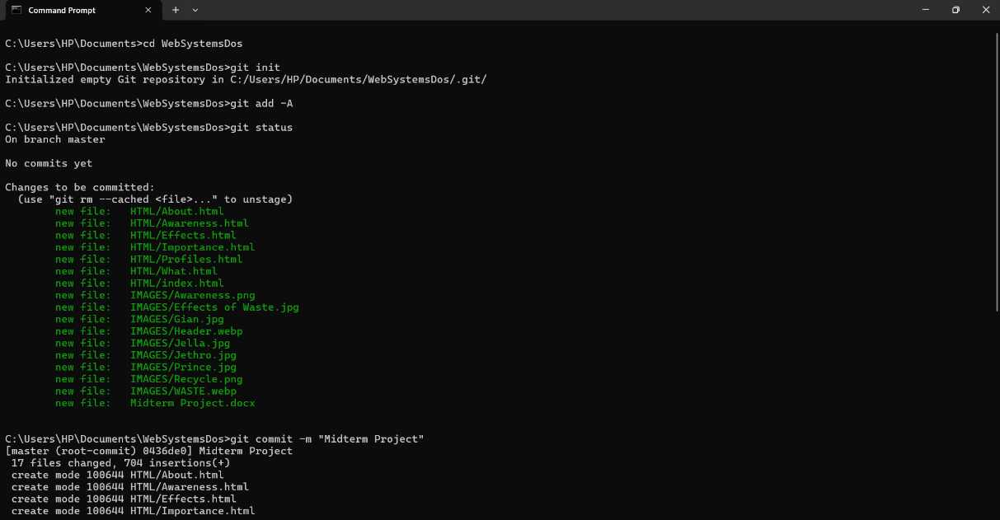 Command Prompt
C:\Users\HP\Documents>cd WebSystemsDos
C:\Users\HP\Documents\WebSystemsDos>git init
Initialized empty Git repository in C:/Users/HP/Documents/WebSystemsDos/.git/
C:\Users\HP\Documents\WebSystemsDos>git add -A
C:\Users\HP\Documents\WebSystemsDos>git status
On branch master
No commits yet
Changes to be committed:
  (use "git rm --cached <file>..." to unstage)
        new file:   HTML/About.html
        new file:   HTML/Awareness.html
        new file:   HTML/Effects.html
        new file:   HTML/Importance.html
        new file:   HTML/Profiles.html
        new file:   HTML/What.html
        new file:   HTML/index.html
        new file:   IMAGES/Awareness.png
        new file:   IMAGES/Effects of Waste.jpg
        new file:   IMAGES/Gian.jpg
        new file:   IMAGES/Header.webp
        new file:   IMAGES/Jella.jpg
        new file:   IMAGES/Jethro.jpg
        new file:   IMAGES/Prince.jpg
        new file:   IMAGES/Recycle.png
        new file:   IMAGES/WASTE.webp
        new file:   Midterm Project.docx
C:\Users\HP\Documents\WebSystemsDos>git commit -m "Midterm Project"
[master (root-commit) 0436de0] Midterm Project
 17 files changed, 704 insertions(+)
 create mode 100644 HTML/About.html
 create mode 100644 HTML/Awareness.html
 create mode 100644 HTML/Effects.html
 create mode 100644 HTML/Importance.html